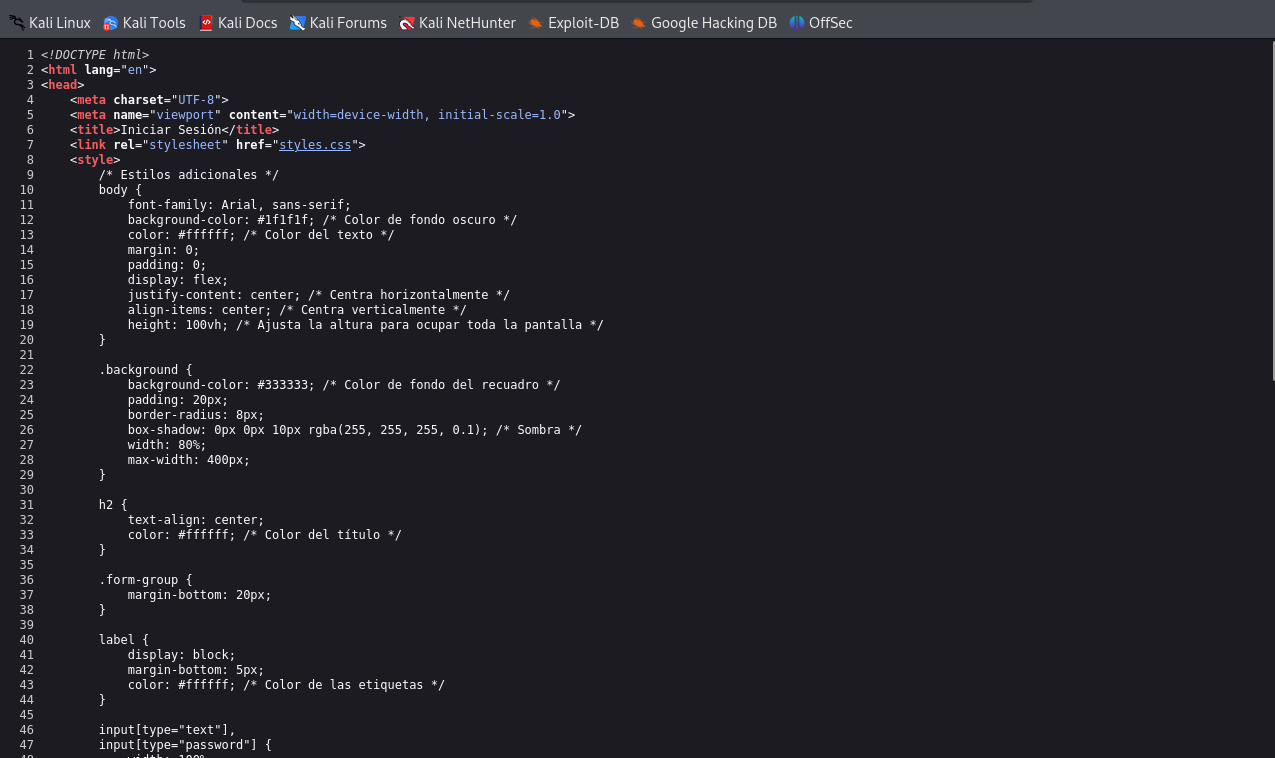 Kali Linux Kali Tools Kali Docs Kali Forums Kali NetHunter Exploit-DB Google Hacking DB OffSec
1 <!DOCTYPE html>
2 <html lang="en">
3 <head>
4     <meta charset="UTF-8">
5     <meta name="viewport" content="width=device-width, initial-scale=1.0">
6     <title>Iniciar Sesión</title>
7     <link rel="stylesheet" href="styles.css">
8     <style>
9         /* Estilos adicionales */
10         body {
11             font-family: Arial, sans-serif;
12             background-color: #1f1f1f; /* Color de fondo oscuro */
13             color: #ffffff; /* Color del texto */
14             margin: 0;
15             padding: 0;
16             display: flex;
17             justify-content: center; /* Centra horizontalmente */
18             align-items: center; /* Centra verticalmente */
19             height: 100vh; /* Ajusta la altura para ocupar toda la pantalla */
20         }
21
22         .background {
23             background-color: #333333; /* Color de fondo del recuadro */
24             padding: 20px;
25             border-radius: 8px;
26             box-shadow: 0px 0px 10px rgba(255, 255, 255, 0.1); /* Sombra */
27             width: 80%;
28             max-width: 400px;
29         }
30
31         h2 {
32             text-align: center;
33             color: #ffffff; /* Color del título */
34         }
35
36         .form-group {
37             margin-bottom: 20px;
38         }
39
40         label {
41             display: block;
42             margin-bottom: 5px;
43             color: #ffffff; /* Color de las etiquetas */
44         }
45
46         input[type="text"],
47         input[type="password"] {